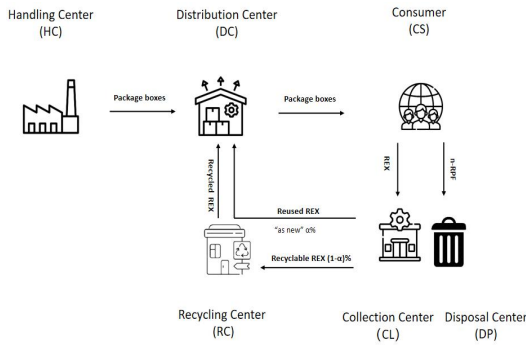 Handling Center
(HC)
Distribution Center
(DC)
Consumer
(CS)
Package boxes
Package boxes
REX
n-RPF
Recycled REX
Reused REX
"as new" α%
Recyclable REX (1-α)%
Recycling Center
(RC)
Collection Center
(CL)
Disposal Center
(DP)